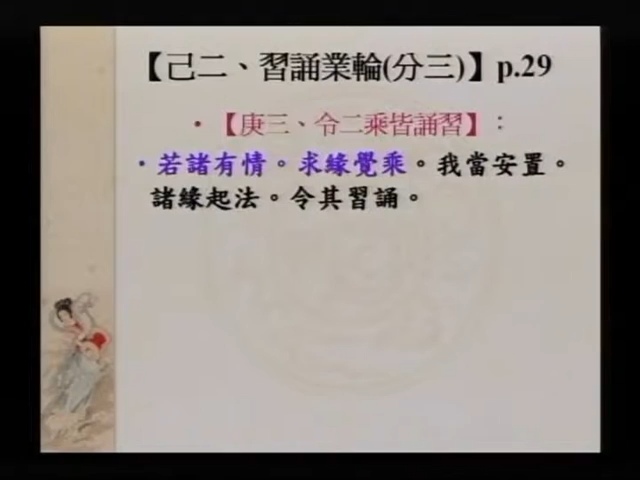 【己二、習誦業輪(分三)】p.29
•【庚三、令二乘皆誦習】：
•若諸有情。求緣覺乘。我當安置。
諸緣起法。令其習誦。